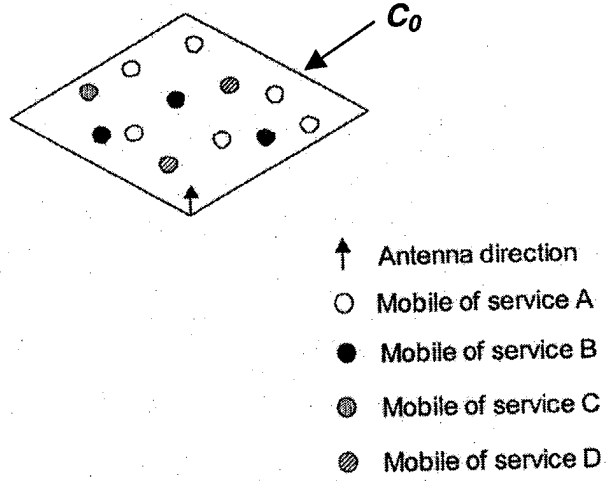 C0
Antenna direction
Mobile of service A
Mobile of service B
Mobile of service C
Mobile of service D